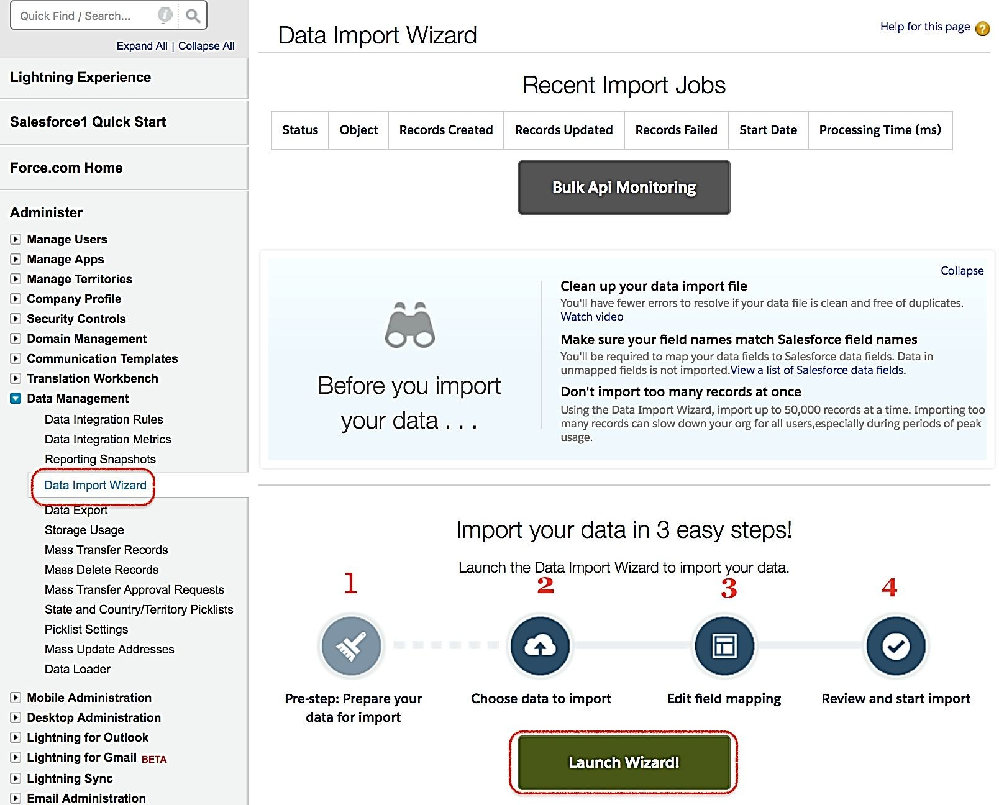 Quick Find / Search...
Expand All | Collapse All
Lightning Experience
Salesforce1 Quick Start
Force.com Home
Administer
Manage Users
Manage Apps
Manage Territories
Company Profile
Security Controls
Domain Management
Communication Templates
Translation Workbench
Data Management
Data Integration Rules
Data Integration Metrics
Reporting Snapshots
Data Import Wizard
Data Export
Storage Usage
Mass Transfer Records
Mass Delete Records
Mass Transfer Approval Requests
State and Country/Territory Picklists
Picklist Settings
Mass Update Addresses
Data Loader
Mobile Administration
Desktop Administration
Lightning for Outlook
Lightning for Gmail BETA
Lightning Sync
Email Administration
Data Import Wizard
Help for this page ?
Recent Import Jobs
Status Object Records Created Records Updated Records Failed Start Date Processing Time (ms)
Bulk Api Monitoring
Collapse
Before you import
your data . . .
Clean up your data import file
You'll have fewer errors to resolve if your data file is clean and free of duplicates.
Watch video
Make sure your field names match Salesforce field names
You'll be required to map your data fields to Salesforce data fields. Data in
unmapped fields is not imported.View a list of Salesforce data fields.
Don't import too many records at once
Using the Data Import Wizard, import up to 50,000 records at a time. Importing too
many records can slow down your org for all users,especially during periods of peak
usage.
Import your data in 3 easy steps!
Launch the Data Import Wizard to import your data.
1 2 3 4
Pre-step: Prepare your
data for import
Choose data to import
Edit field mapping
Review and start import
Launch Wizard!